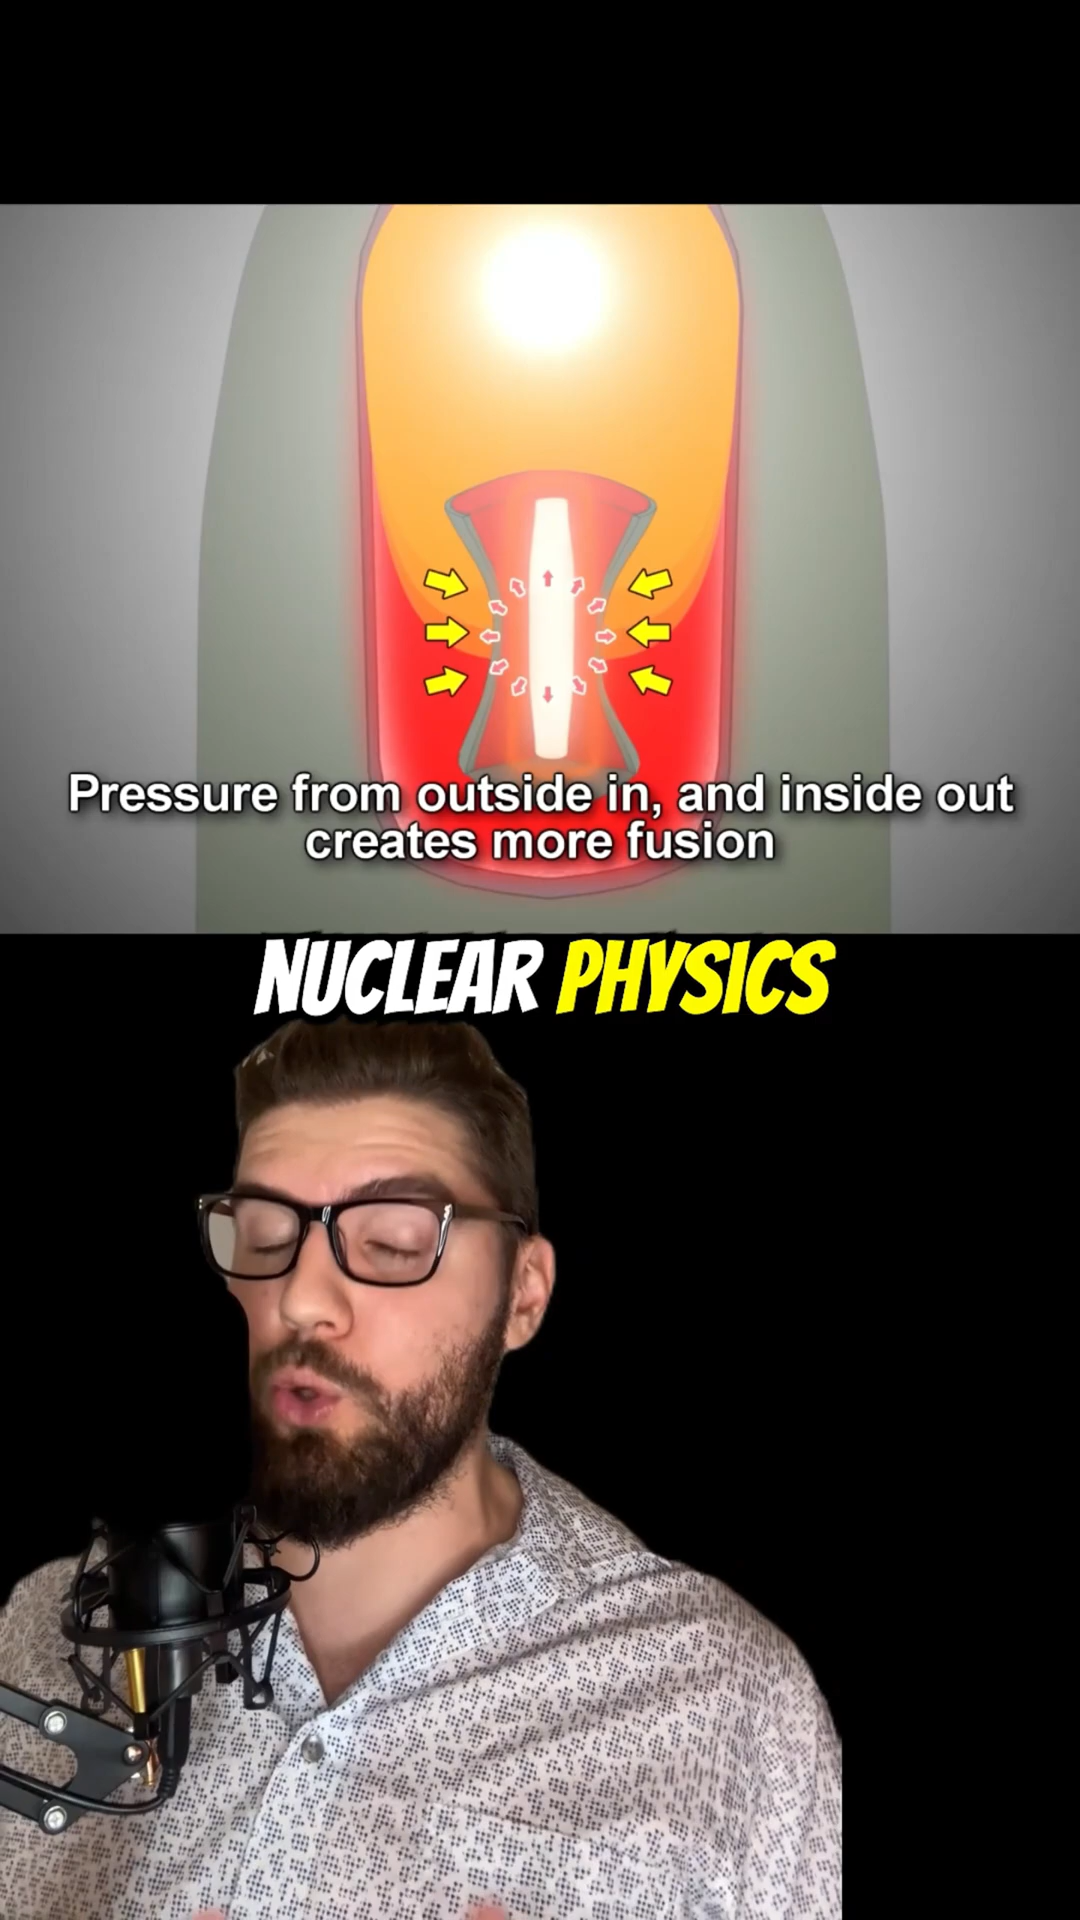 Pressure from outside in, and inside out
creates more fusion
NUCLEAR PHYSICS